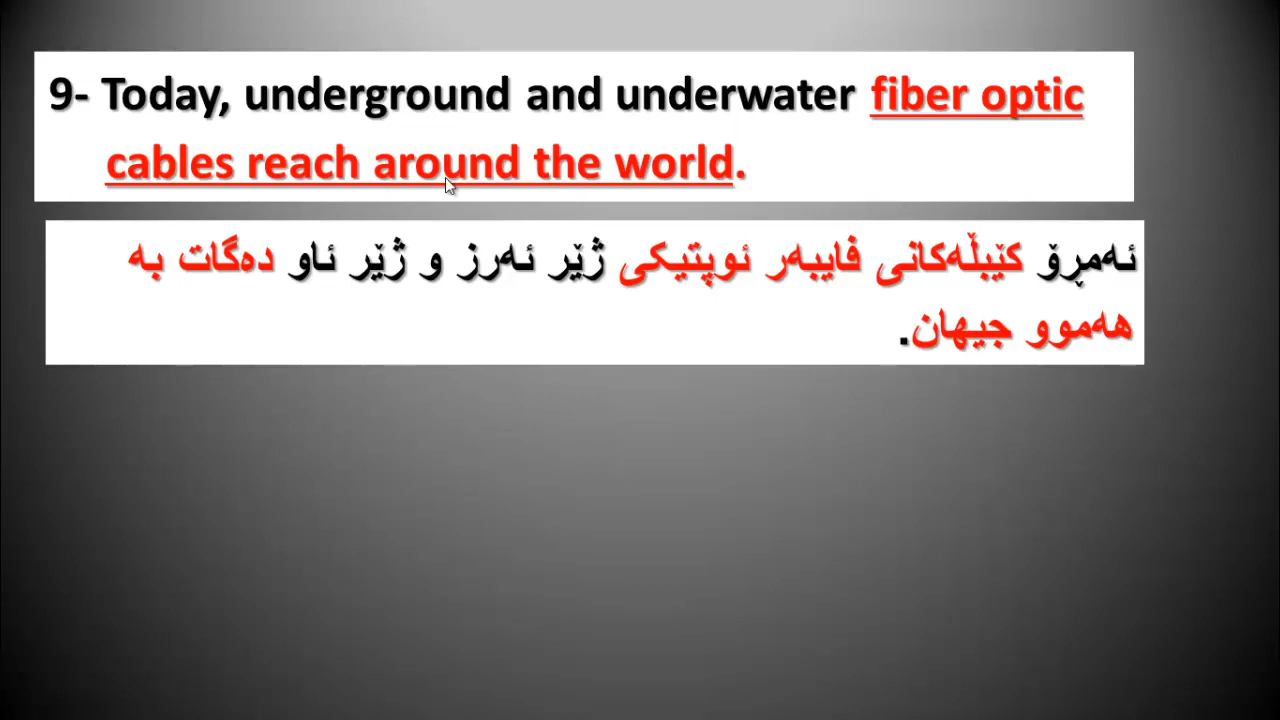 9- Today, underground and underwater fiber optic
cables reach around the world.
ئەمڕۆ کێبڵەکانی فایبەر ئوپتیکی ژێر ئەرز و ژێر ئاو دەگات بە
هەموو جیهان.